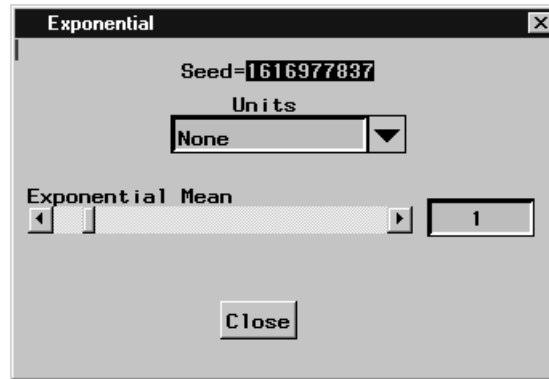 Exponential
Seed=1616977837
Units
None
Exponential Mean
1
Close